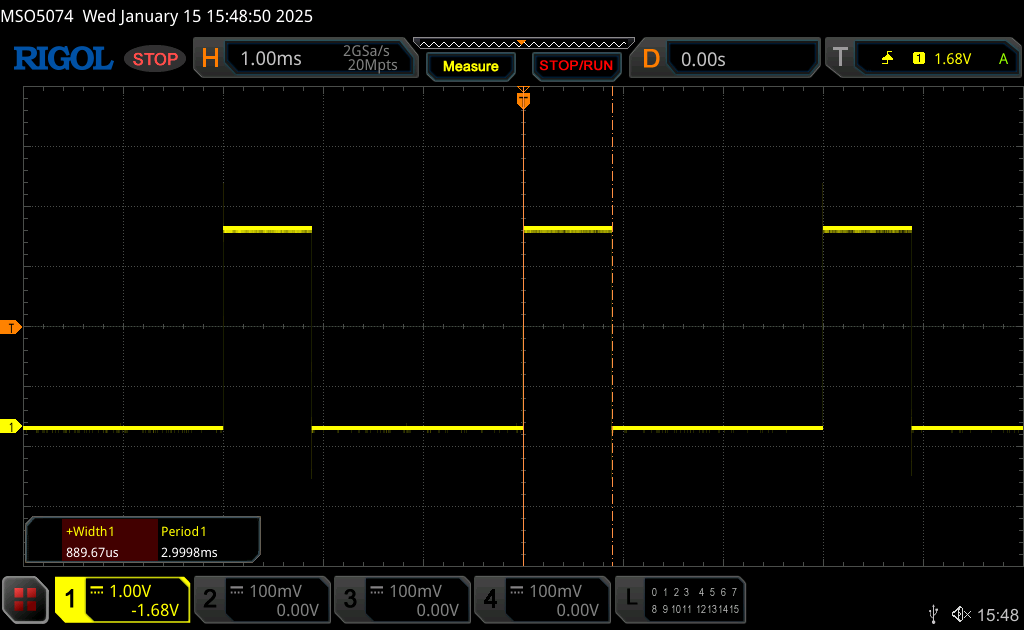 MSO5074 Wed January 15 15:48:50 2025
RIGOL STOP H 1.00ms 2GSa/s 20Mpts Measure STOP/RUN D 0.00s T 1 1.68V A
T
T
1
+Width1 Period1
889.67us 2.9998ms
1 1.00V -1.68V 2 100mV 0.00V 3 100mV 0.00V 4 100mV 0.00V L 0 1 2 3 4 5 6 7
8 9 10 11 12 13 14 15
15:48